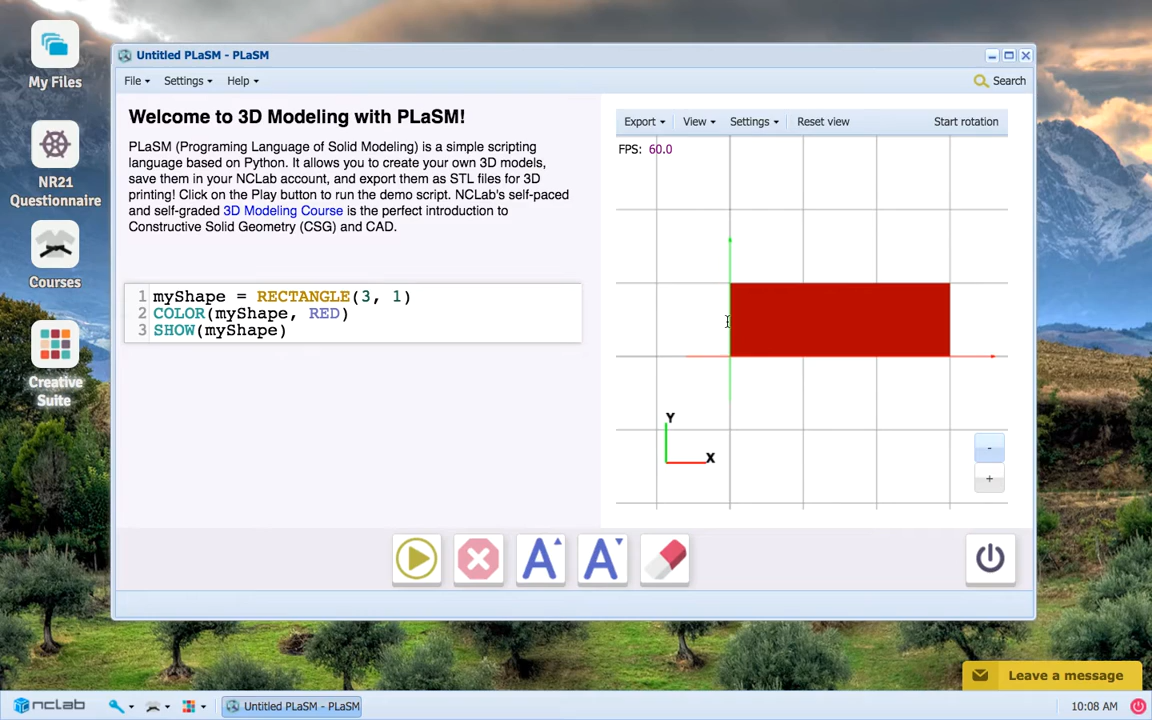 My Files
NR21
Questionnaire
Courses
Creative
Suite
Untitled PLaSM - PLaSM
File
Settings
Help
Search
Welcome to 3D Modeling with PLaSM!
PLaSM (Programing Language of Solid Modeling) is a simple scripting
language based on Python. It allows you to create your own 3D models,
save them in your NCLab account, and export them as STL files for 3D
printing! Click on the Play button to run the demo script. NCLab's self-paced
and self-graded 3D Modeling Course is the perfect introduction to
Constructive Solid Geometry (CSG) and CAD.
1 myShape = RECTANGLE(3, 1)
2 COLOR(myShape, RED)
3 SHOW(myShape)
Export
View
Settings
Reset view
Start rotation
FPS: 60.0
Y
X
-
+
A
A
Leave a message
nclab
Untitled PLaSM - PLaSM
10:08 AM